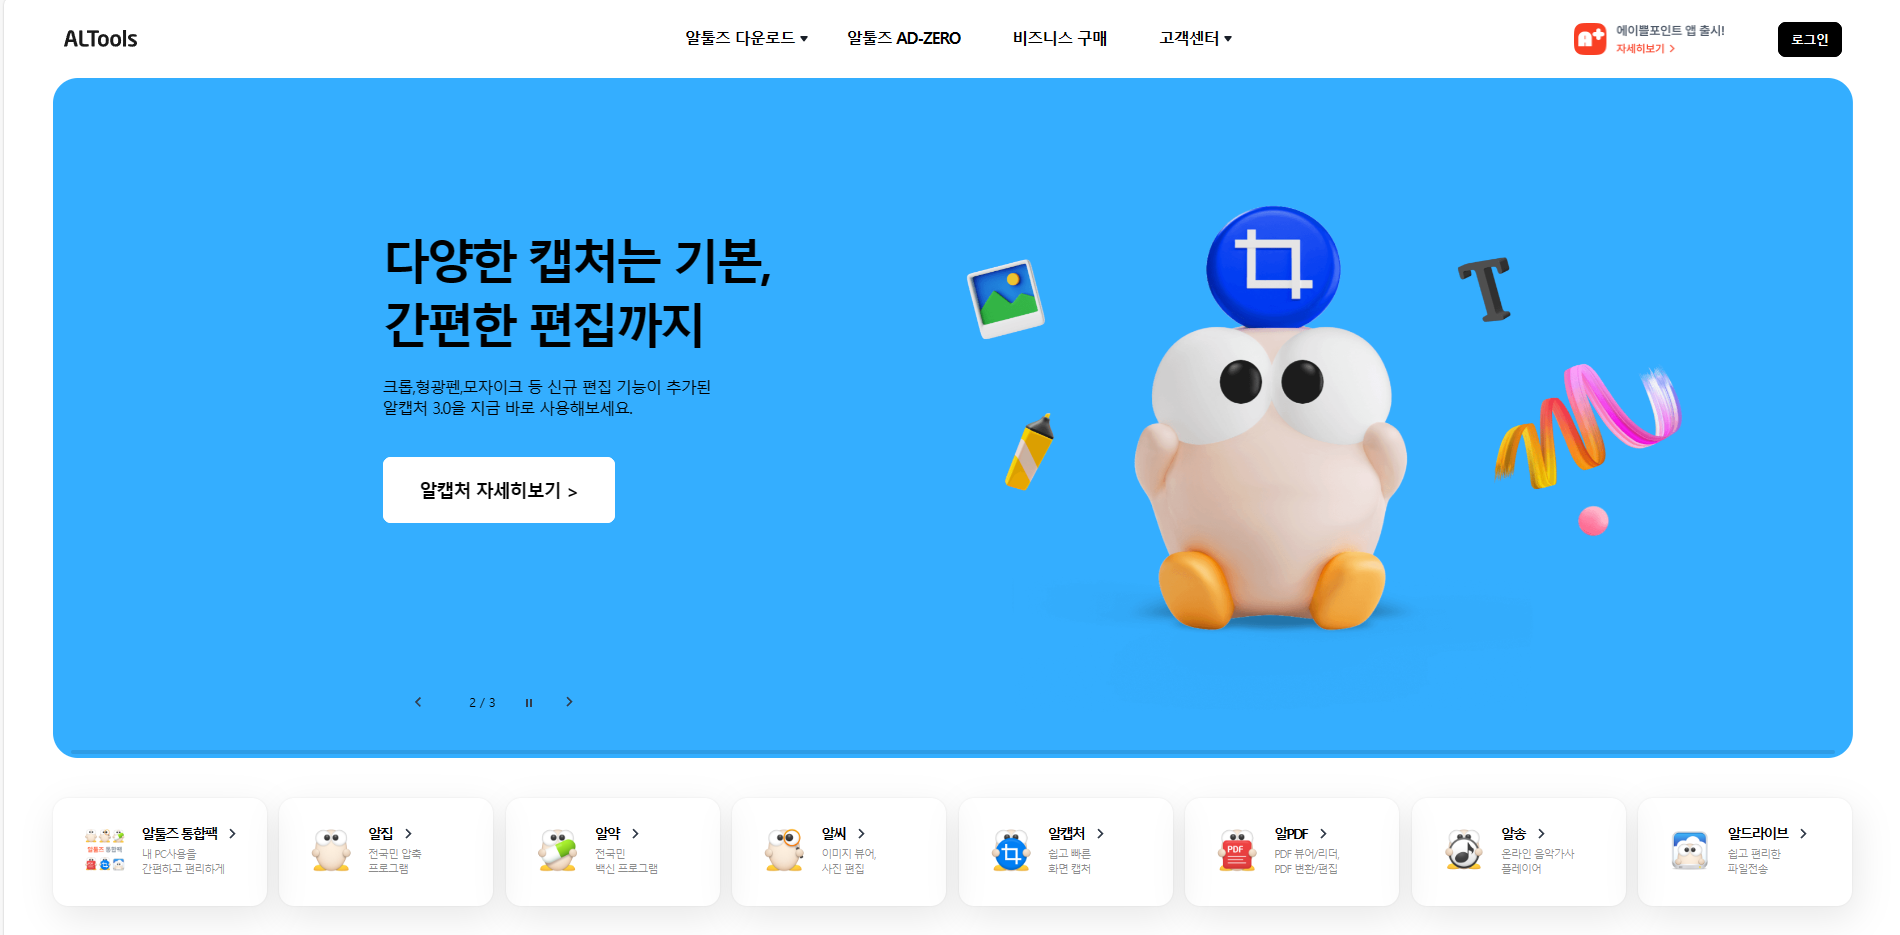 ALTools
알툴즈 다운로드
알툴즈 AD-ZERO
비즈니스 구매
고객센터
에이쁠포인트 앱 출시!
자세히보기 >
로그인
다양한 캡처는 기본,
간편한 편집까지
크롭,형광펜,모자이크 등 신규 편집 기능이 추가된
알캡처 3.0을 지금 바로 사용해보세요.
알캡처 자세히보기 >
2 / 3
알툴즈 통합팩
내 PC사용을
간편하고 편리하게
알집
전국민 압축
프로그램
알약
전국민
백신 프로그램
알씨
이미지 뷰어,
사진 편집
알캡처
쉽고 빠른
화면 캡처
알PDF
PDF 뷰어/리더,
PDF 변환/편집
알송
온라인 음악가사
플레이어
알드라이브
쉽고 편리한
파일전송
알툴즈 통합팩
PDF
A+
T